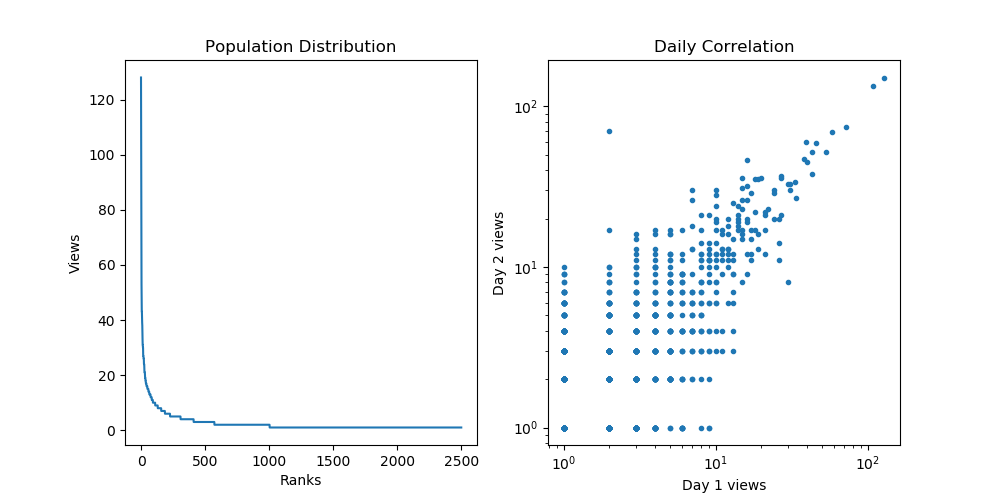 Population Distribution
Views
120
100
80
60
40
20
0
0 500 1000 1500 2000 2500
Ranks
Daily Correlation
Day 2 views
10²
10¹
10⁰
10⁰ 10¹ 10²
Day 1 views